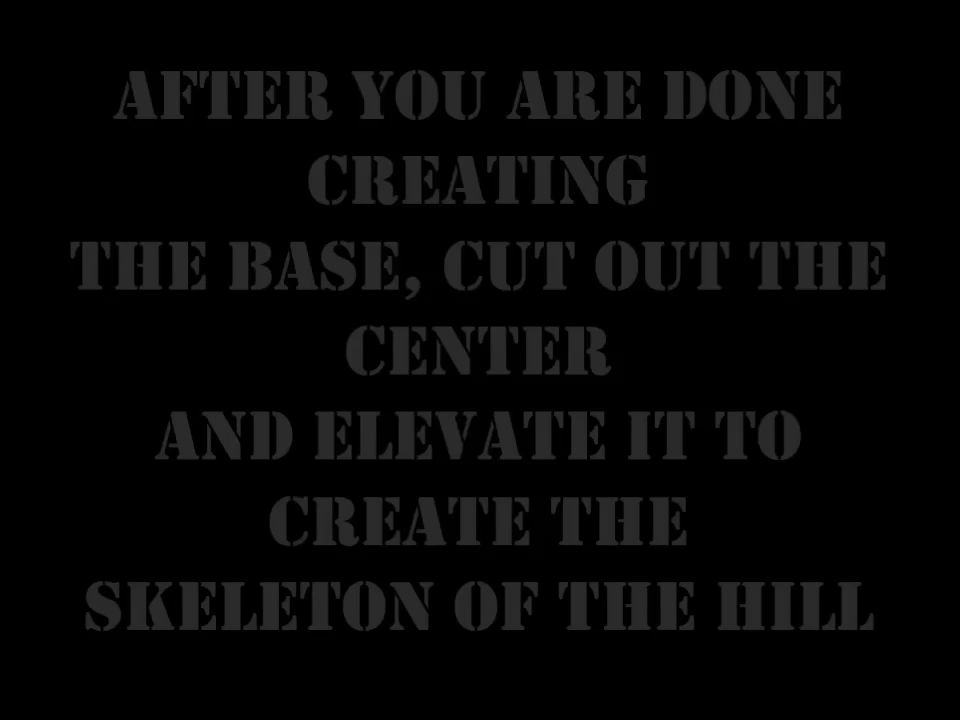 AFTER YOU ARE DONE
CREATING
THE BASE, CUT OUT THE
CENTER
AND ELEVATE IT TO
CREATE THE
SKELETON OF THE HILL